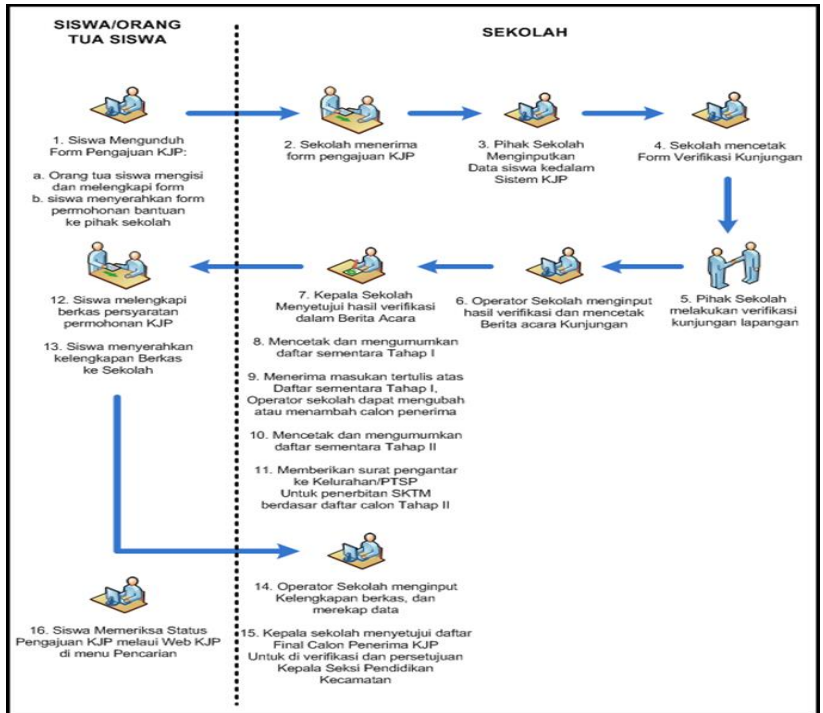 SISWA/ORANG
TUA SISWA
SEKOLAH
1. Siswa Mengunduh
Form Pengajuan KJP:
a. Orang tua siswa mengisi
dan melengkapi form
b. siswa menyerahkan form
permohonan bantuan
ke pihak sekolah
2. Sekolah menerima
form pengajuan KJP
3. Pihak Sekolah
Menginputkan
Data siswa kedalam
Sistem KJP
4. Sekolah mencetak
Form Verifikasi Kunjungan
5. Pihak Sekolah
melakukan verifikasi
kunjungan lapangan
6. Operator Sekolah menginput
hasil verifikasi dan mencetak
Berita acara Kunjungan
7. Kepala Sekolah
Menyetujui hasil verifikasi
dalam Berita Acara
8. Mencetak dan mengumumkan
daftar sementara Tahap I
9. Menerima masukan tertulis atas
Daftar sementara Tahap I,
Operator sekolah dapat mengubah
atau menambah calon penerima
10. Mencetak dan mengumumkan
daftar sementara Tahap II
11. Memberikan surat pengantar
ke Kelurahan/PTSP
Untuk penerbitan SKTM
berdasar daftar calon Tahap II
12. Siswa melengkapi
berkas persyaratan
permohonan KJP
13. Siswa menyerahkan
kelengkapan Berkas
ke Sekolah
14. Operator Sekolah menginput
Kelengkapan berkas, dan
merekap data
15. Kepala sekolah menyetujui daftar
Final Calon Penerima KJP
Untuk di verifikasi dan persetujuan
Kepala Seksi Pendidikan
Kecamatan
16. Siswa Memeriksa Status
Pengajuan KJP melaui Web KJP
di menu Pencarian